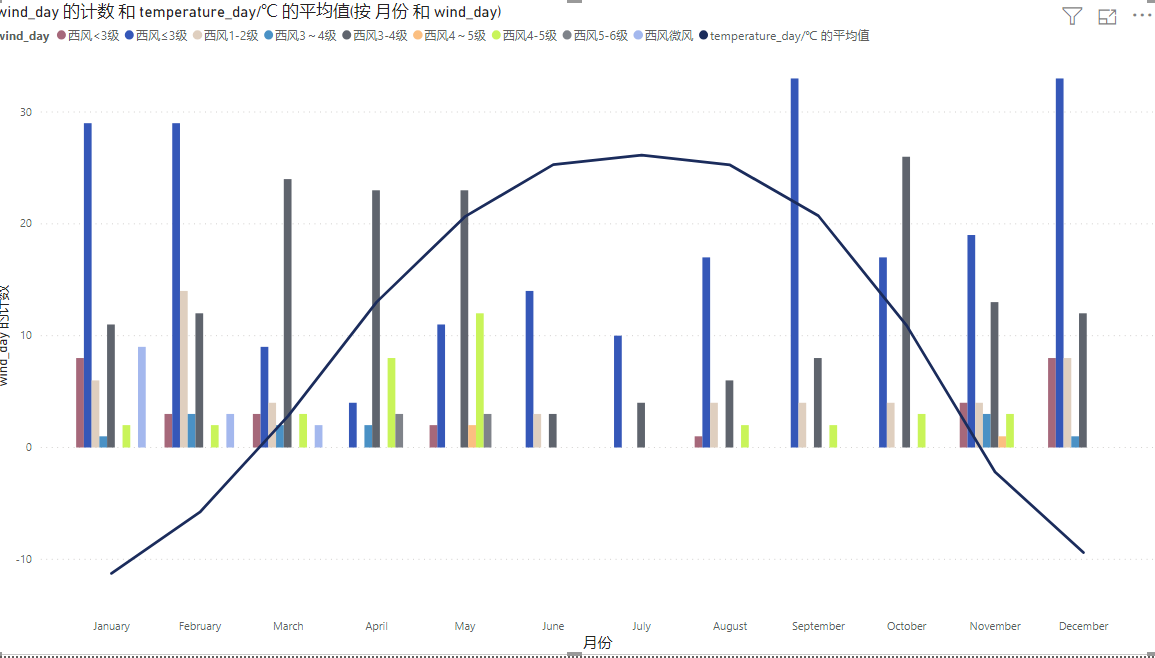 wind_day 的计数 和 temperature_day/℃ 的平均值(按 月份 和 wind_day)
wind_day 西风<3级 西风≤3级 西风1-2级 西风3～4级 西风3-4级 西风4～5级 西风4-5级 西风5-6级 西风微风 temperature_day/℃ 的平均值
30
20
10
0
-10
wind_day 的计数
January February March April May June July August September October November December
月份